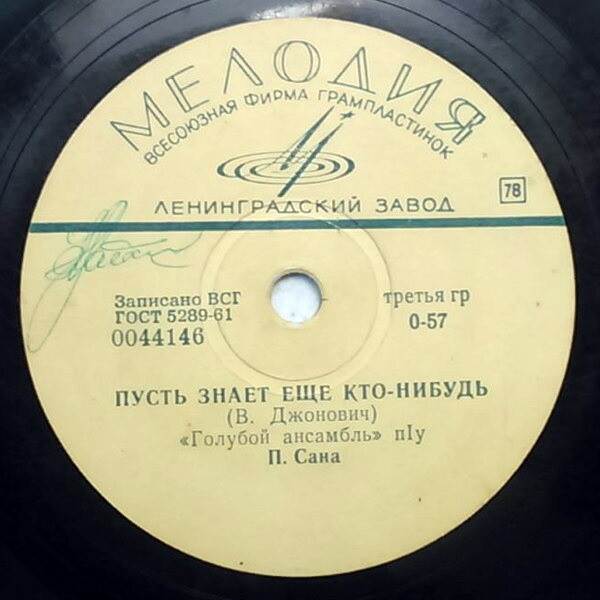 МЕЛОДИЯ
ВСЕСОЮЗНАЯ ФИРМА ГРАМПЛАСТИНОК
ЛЕНИНГРАДСКИЙ ЗАВОД
78
Записано ВСГ
ГОСТ 5289-61
0044146
третья гр
0-57
ПУСТЬ ЗНАЕТ ЕЩЕ КТО-НИБУДЬ
(В. Джонович)
«Голубой ансамбль» пIу
П. Сана